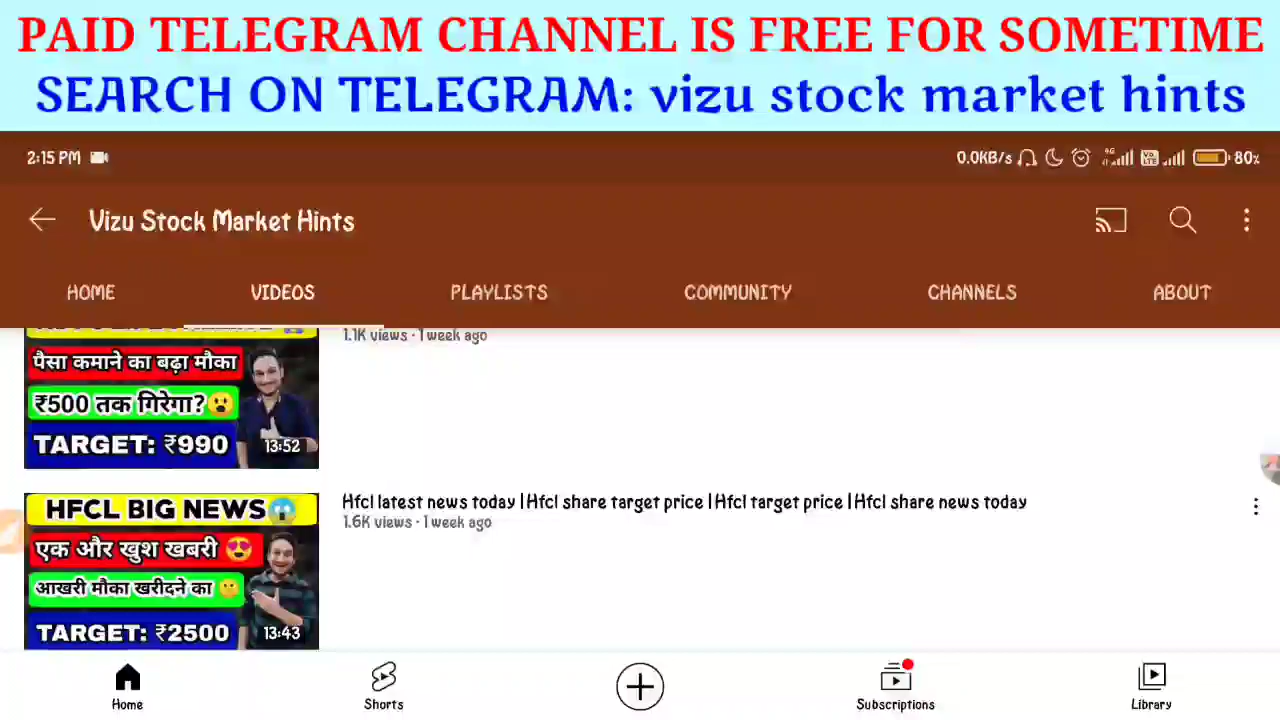 PAID TELEGRAM CHANNEL IS FREE FOR SOMETIME
SEARCH ON TELEGRAM: vizu stock market hints
2:15 PM
0.0KB/s 4G VO LTE 80%
Vizu Stock Market Hints
HOME VIDEOS PLAYLISTS COMMUNITY CHANNELS ABOUT
1.1K views · 1 week ago
पैसा कमाने का बढ़ा मौका
₹500 तक गिरेगा?😮
TARGET: ₹990
13:52
HFCL BIG NEWS😱
Hfcl latest news today |Hfcl share target price |Hfcl target price |Hfcl share news today
1.6K views · 1 week ago
एक और खुश खबरी 😍
आखरी मौका खरीदने का 🤫
TARGET: ₹2500
13:43
Home Shorts Subscriptions Library